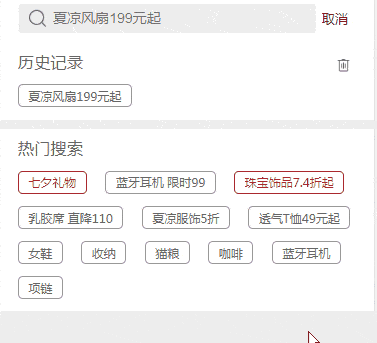 夏凉风扇199元起 取消
历史记录
夏凉风扇199元起
热门搜索
七夕礼物 蓝牙耳机 限时99 珠宝饰品7.4折起
乳胶席 直降110 夏凉服饰5折 透气T恤49元起
女鞋 收纳 猫粮 咖啡 蓝牙耳机
项链